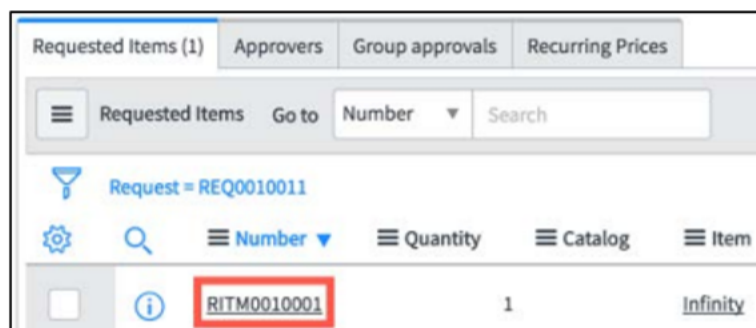 Requested Items (1) Approvers Group approvals Recurring Prices
Requested Items Go to Number Search
Request = REQ0010011
Number Quantity Catalog Item
RITM0010001 1 Infinity